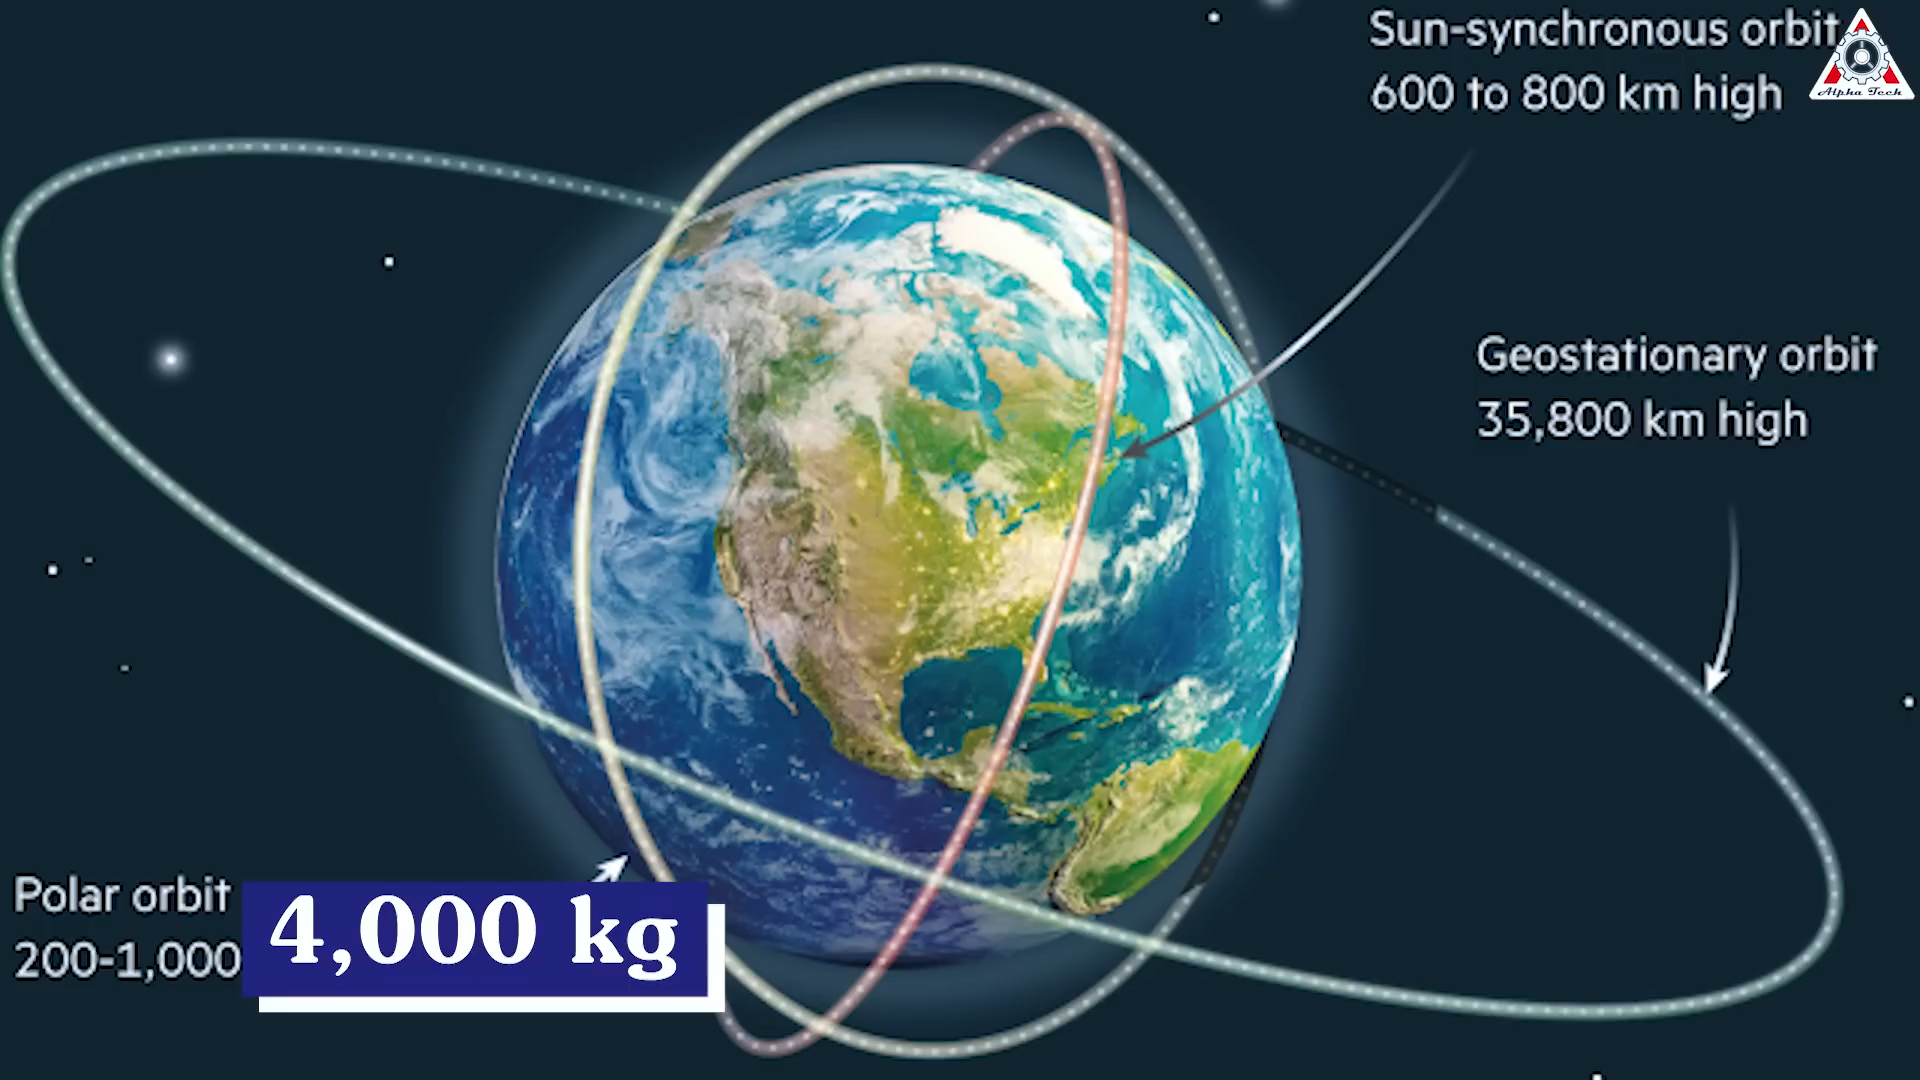 Sun-synchronous orbit
600 to 800 km high
Alpha Tech
Geostationary orbit
35,800 km high
Polar orbit
200-1,000
4,000 kg